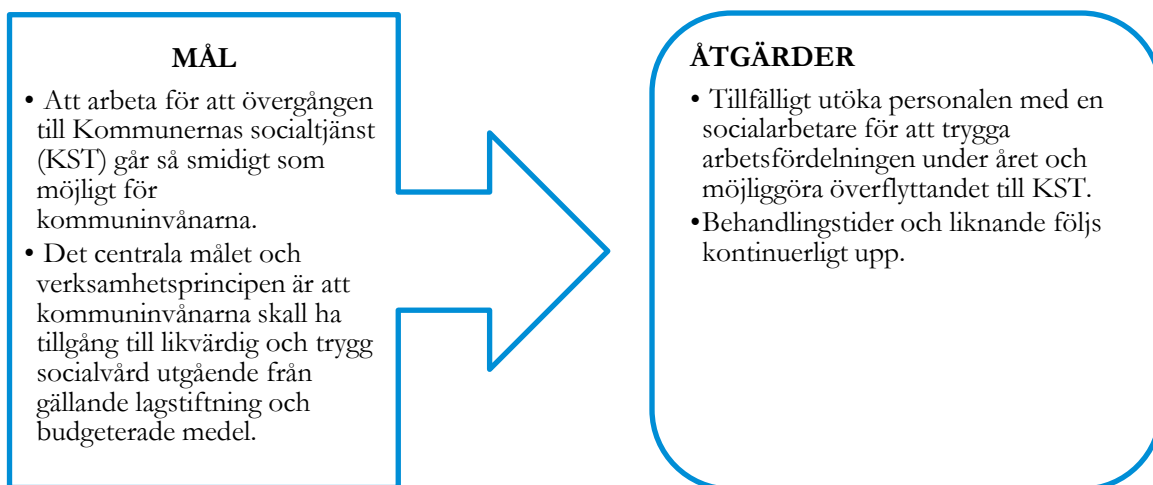 MÅL
• Att arbeta för att övergången
till Kommunernas socialtjänst
(KST) går så smidigt som
möjligt för
kommuninvånarna.
• Det centrala målet och
verksamhetsprincipen är att
kommuninvånarna skall ha
tillgång till likvärdig och trygg
socialvård utgående från
gällande lagstiftning och
budgeterade medel.
ÅTGÄRDER
• Tillfälligt utöka personalen med en
socialarbetare för att trygga
arbetsfördelningen under året och
möjliggöra överflyttandet till KST.
•Behandlingstider och liknande följs
kontinuerligt upp.